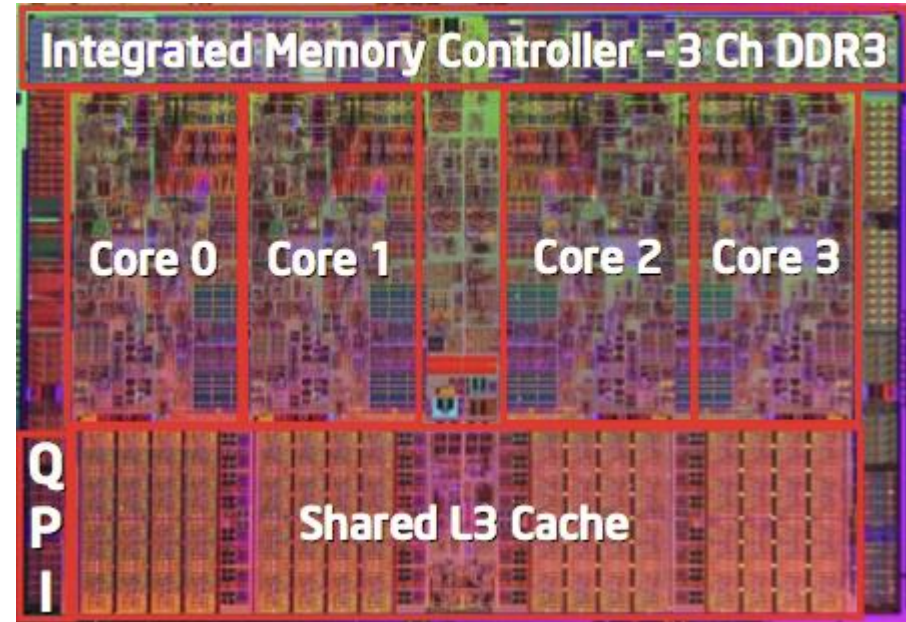 Integrated Memory Controller – 3 Ch DDR3
Core 0
Core 1
Core 2
Core 3
Q
P
I
Shared L3 Cache